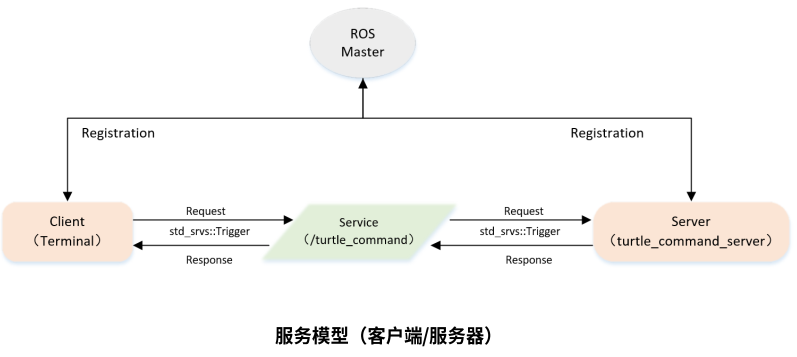 ROS
Master
Registration
Registration
Client
（Terminal）
Request
std_srvs::Trigger
Response
Service
（/turtle_command）
Request
std_srvs::Trigger
Response
Server
（turtle_command_server）
服务模型（客户端/服务器）